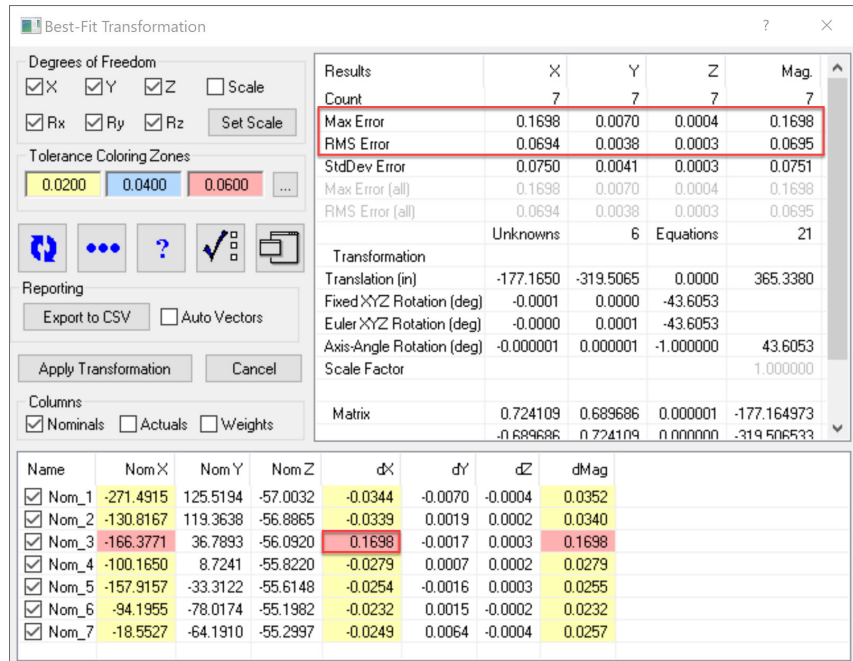 Best-Fit Transformation ? ×
Degrees of Freedom
X Y Z Scale
Rx Ry Rz Set Scale
Tolerance Coloring Zones
0.0200 0.0400 0.0600 ...
?
Reporting
Export to CSV Auto Vectors
Apply Transformation Cancel
Columns
Nominals Actuals Weights
Results X Y Z Mag.
Count 7 7 7 7
Max Error 0.1698 0.0070 0.0004 0.1698
RMS Error 0.0694 0.0038 0.0003 0.0695
StdDev Error 0.0750 0.0041 0.0003 0.0751
Max Error (all) 0.1698 0.0070 0.0004 0.1698
RMS Error (all) 0.0694 0.0038 0.0003 0.0695
Unknowns 6 Equations 21
Transformation
Translation (in) -177.1650 -319.5065 0.0000 365.3380
Fixed XYZ Rotation (deg) -0.0001 0.0000 -43.6053
Euler XYZ Rotation (deg) -0.0000 0.0001 -43.6053
Axis-Angle Rotation (deg) -0.000001 0.000001 -1.000000 43.6053
Scale Factor 1.000000
Matrix 0.724109 0.689686 0.000001 -177.164973
-0.689686 0.724109 0.000000 -319.506533
Name Nom X Nom Y Nom Z dX dY dZ dMag
Nom_1 -271.4915 125.5194 -57.0032 -0.0344 -0.0070 -0.0004 0.0352
Nom_2 -130.8167 119.3638 -56.8865 -0.0339 0.0019 0.0002 0.0340
Nom_3 -166.3771 36.7893 -56.0920 0.1698 -0.0017 0.0003 0.1698
Nom_4 -100.1650 8.7241 -55.8220 -0.0279 0.0007 0.0002 0.0279
Nom_5 -157.9157 -33.3122 -55.6148 -0.0254 -0.0016 0.0003 0.0255
Nom_6 -94.1955 -78.0174 -55.1982 -0.0232 0.0015 -0.0002 0.0232
Nom_7 -18.5527 -64.1910 -55.2997 -0.0249 0.0064 -0.0004 0.0257